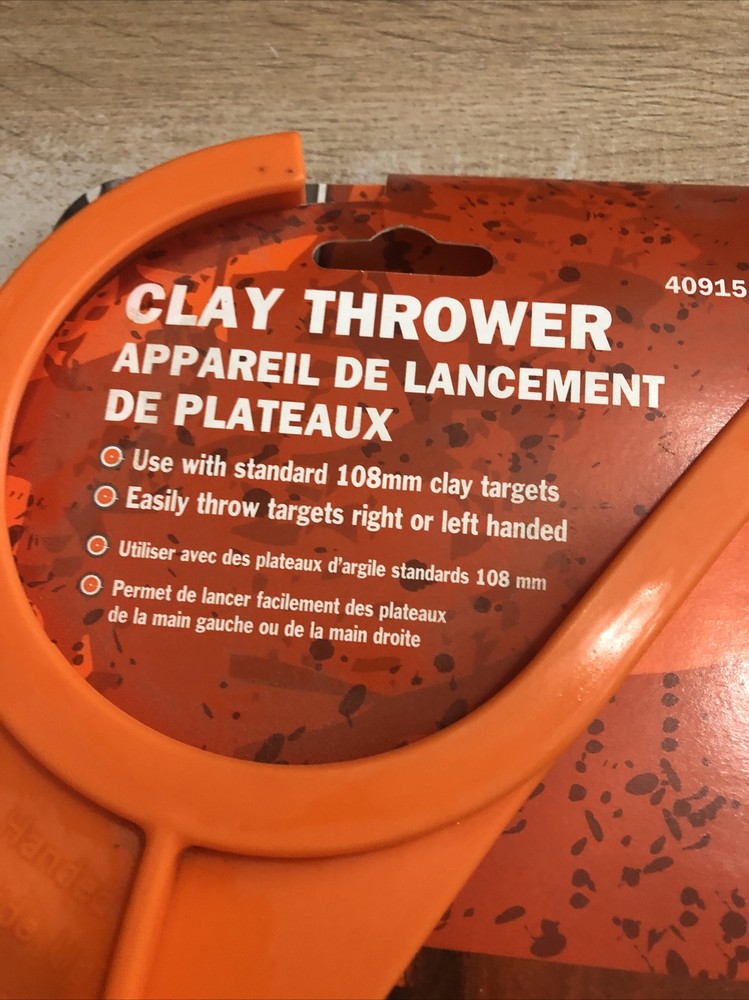 40915
CLAY THROWER
APPAREIL DE LANCEMENT
DE PLATEAUX
Use with standard 108mm clay targets
Easily throw targets right or left handed
Utiliser avec des plateaux d'argile standards 108 mm
Permet de lancer facilement des plateaux
de la main gauche ou de la main droite